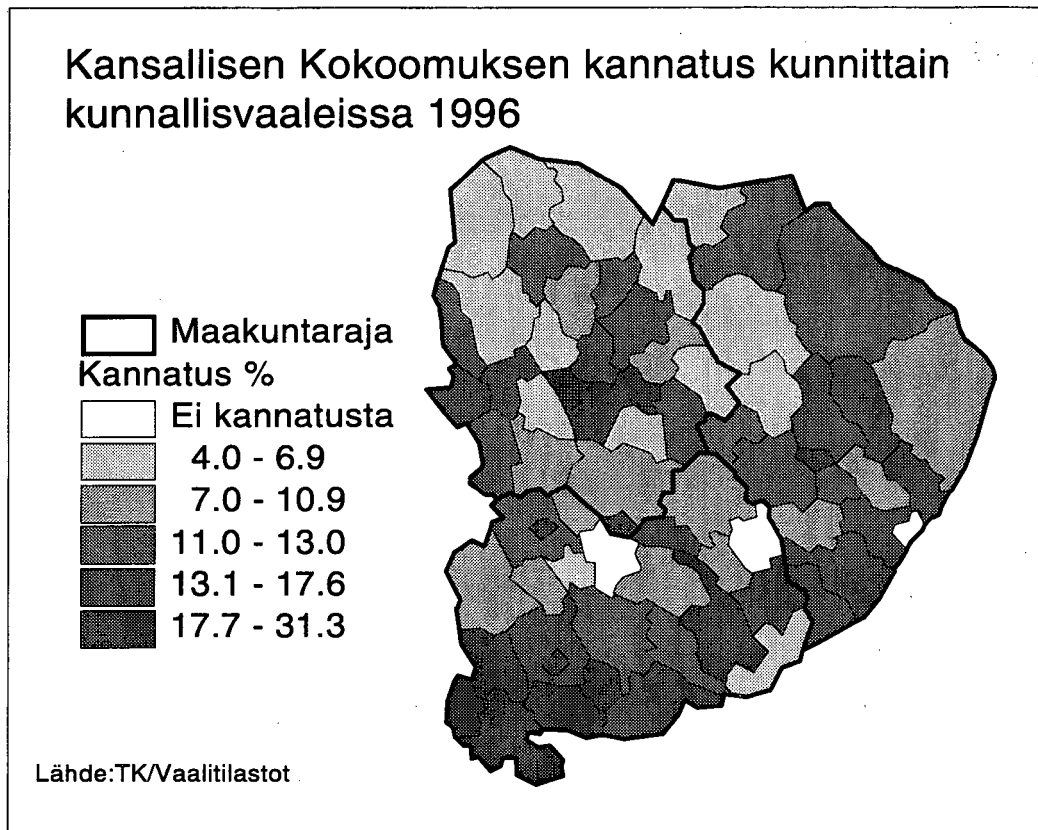 Kansallisen Kokoomuksen kannatus kunnittain
kunnallisvaaleissa 1996
Maakuntaraja
Kannatus %
Ei kannatusta
4.0 - 6.9
7.0 - 10.9
11.0 - 13.0
13.1 - 17.6
17.7 - 31.3
Lähde:TK/Vaalitilastot